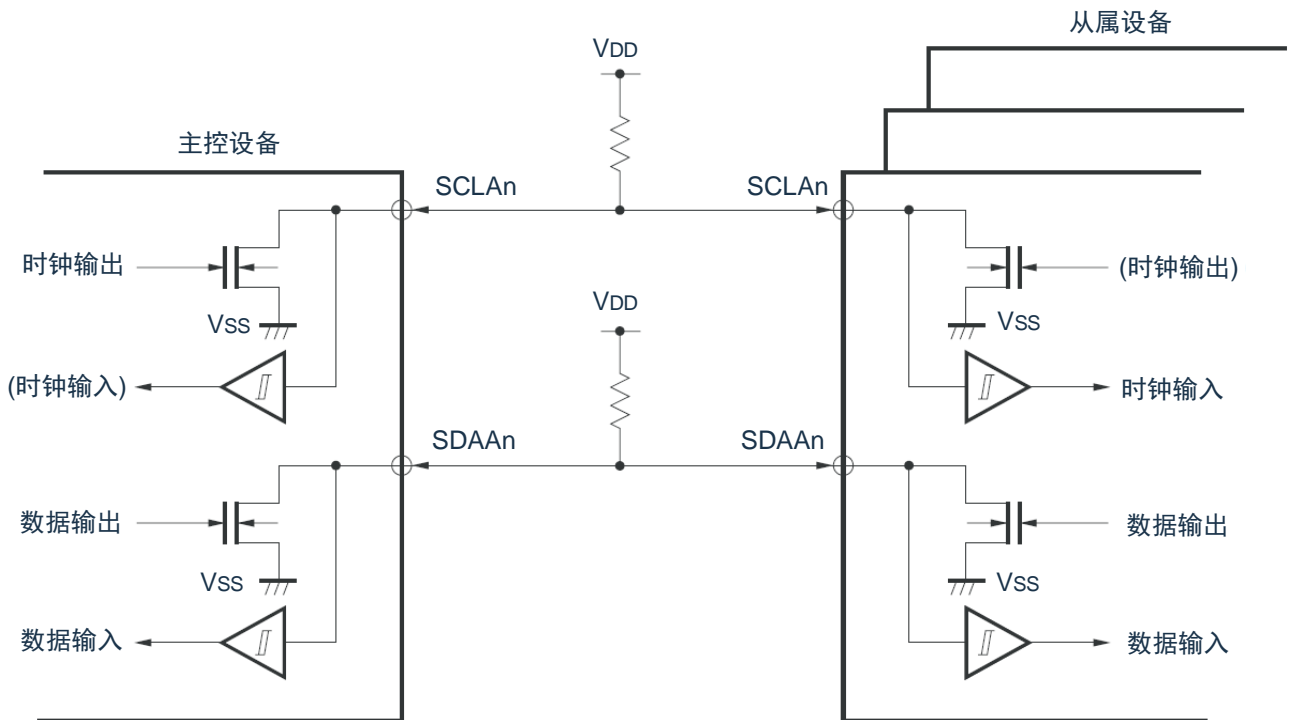 从属设备
VDD
主控设备
SCLAn
SCLAn
时钟输出
(时钟输出)
VSS
VSS
VDD
(时钟输入)
时钟输入
SDAAn
SDAAn
数据输出
数据输出
VSS
VSS
数据输入
数据输入